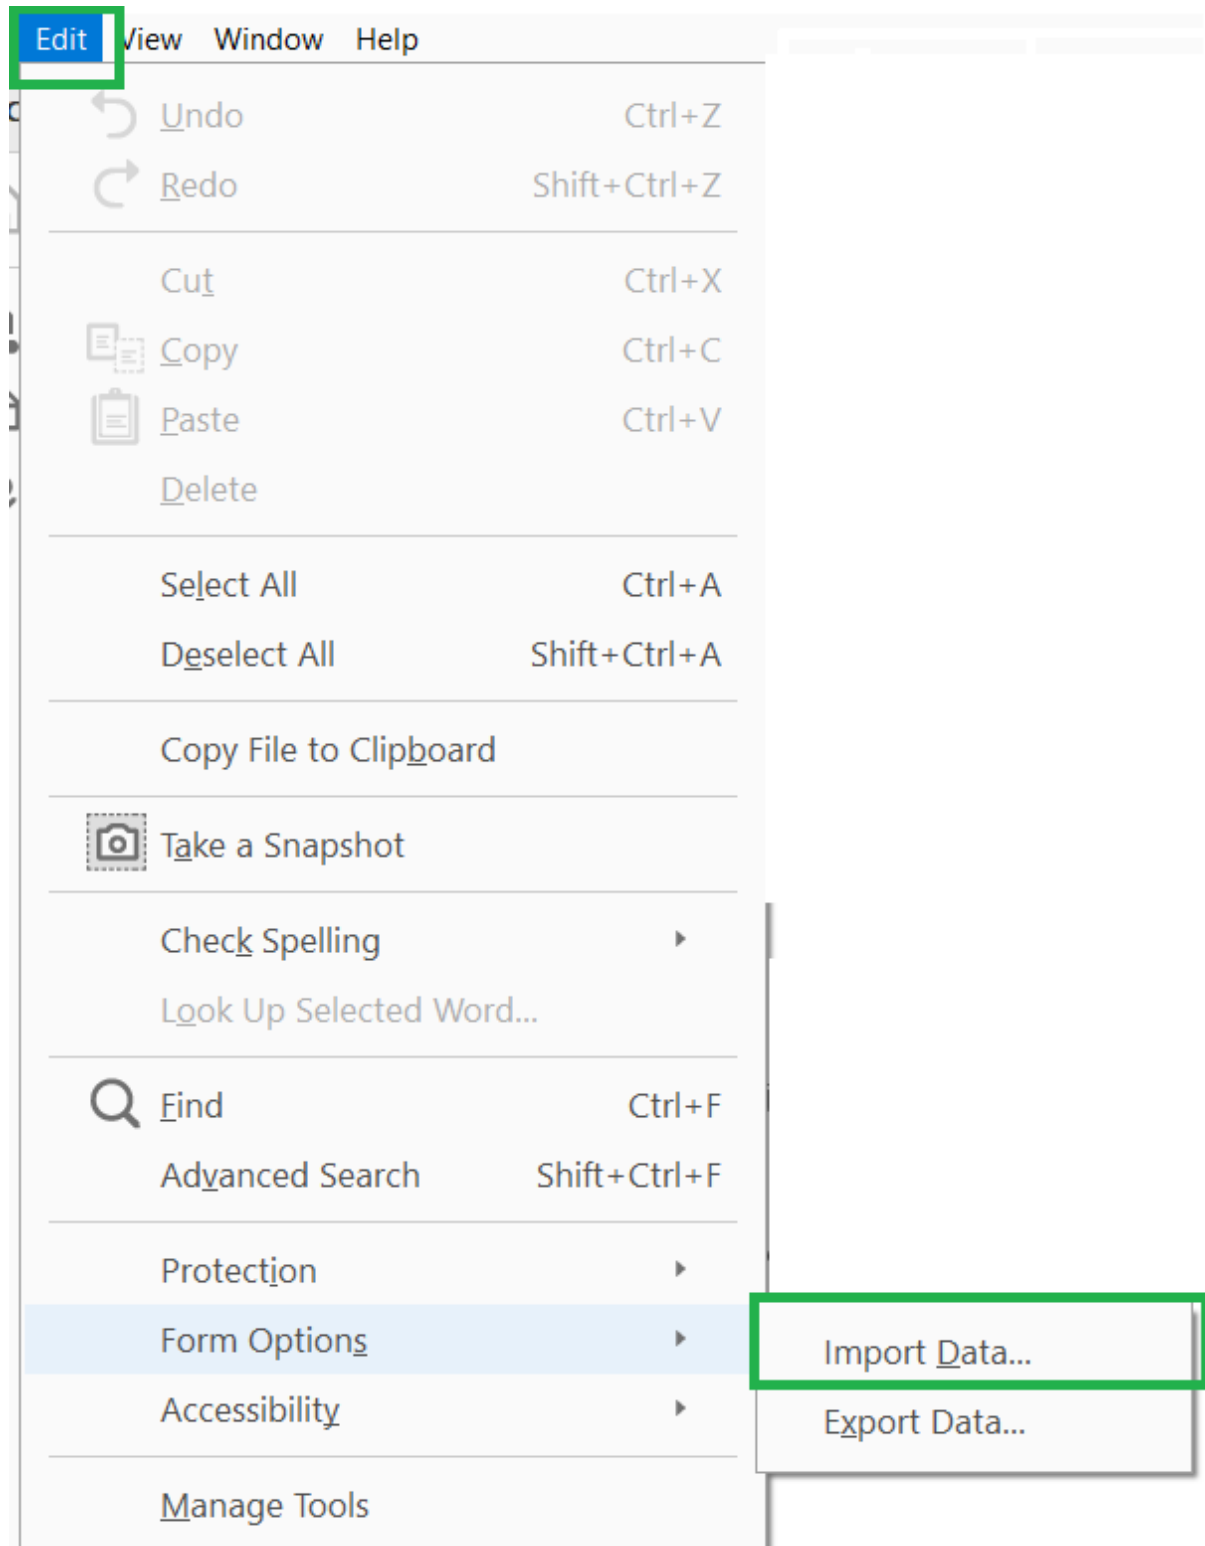 Edit View Window Help
Undo Ctrl+Z
Redo Shift+Ctrl+Z
Cut Ctrl+X
Copy Ctrl+C
Paste Ctrl+V
Delete
Select All Ctrl+A
Deselect All Shift+Ctrl+A
Copy File to Clipboard
Take a Snapshot
Check Spelling
Look Up Selected Word...
Find Ctrl+F
Advanced Search Shift+Ctrl+F
Protection
Form Options
Import Data...
Accessibility
Export Data...
Manage Tools